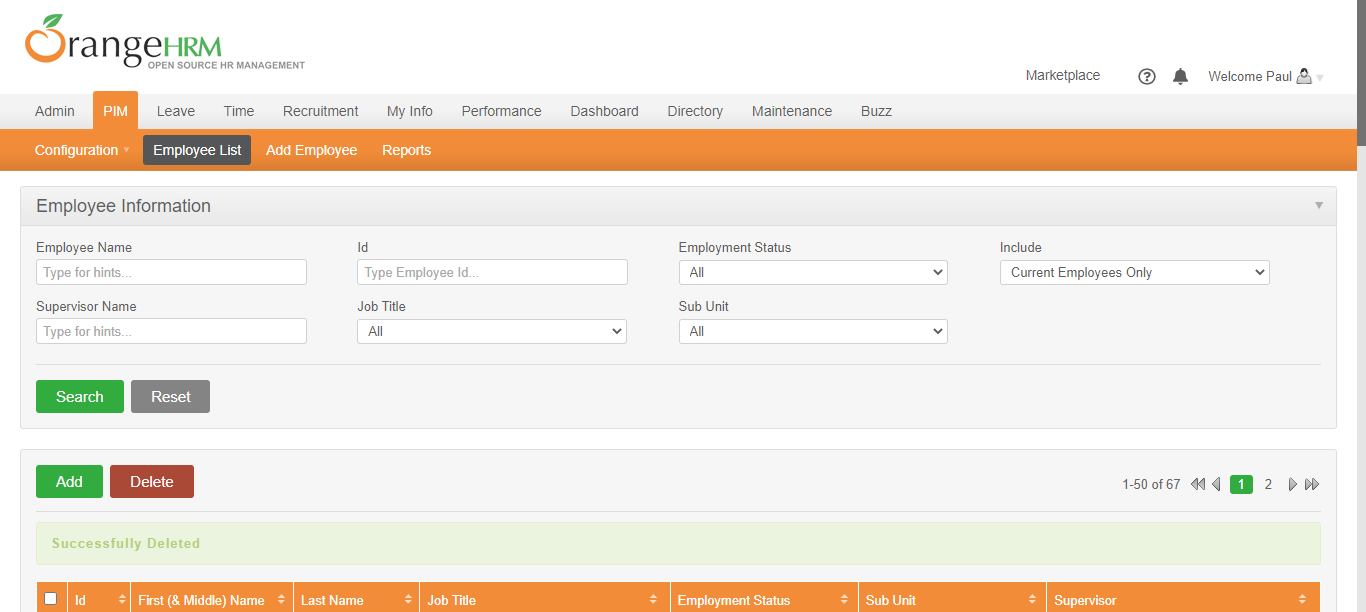 OrangeHRM
OPEN SOURCE HR MANAGEMENT
Marketplace ? Welcome Paul
Admin PIM Leave Time Recruitment My Info Performance Dashboard Directory Maintenance Buzz
Configuration Employee List Add Employee Reports
Employee Information
Employee Name Id Employment Status Include
Type for hints... Type Employee Id... All Current Employees Only
Supervisor Name Job Title Sub Unit
Type for hints... All All
Search Reset
Add Delete 1-50 of 67 1 2
Successfully Deleted
Id First (& Middle) Name Last Name Job Title Employment Status Sub Unit Supervisor